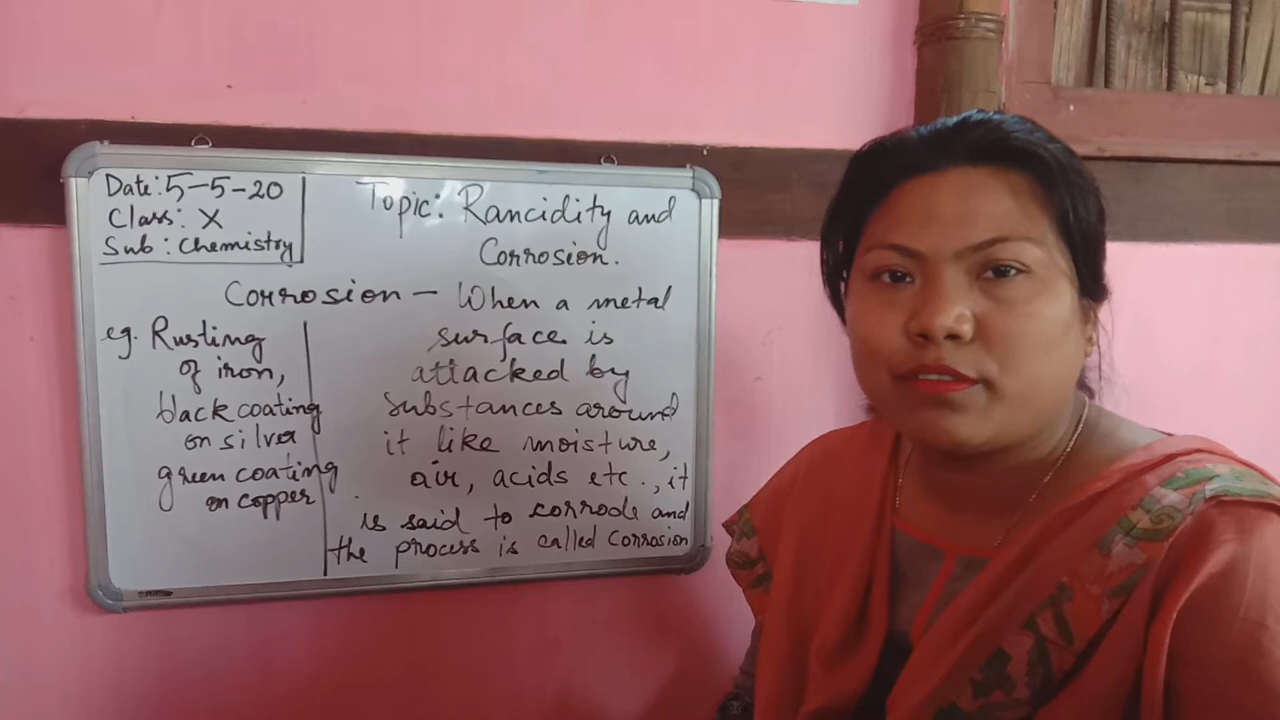 Date: 5-5-20
Class: X
Sub: Chemistry
Topic: Rancidity and
Corrosion.
Corrosion - When a metal
surface is
attacked by
substances around
it like moisture,
air, acids etc., it
is said to corrode and
the process is called corrosion
eg. Rusting
of iron,
black coating
on silver
green coating
on copper